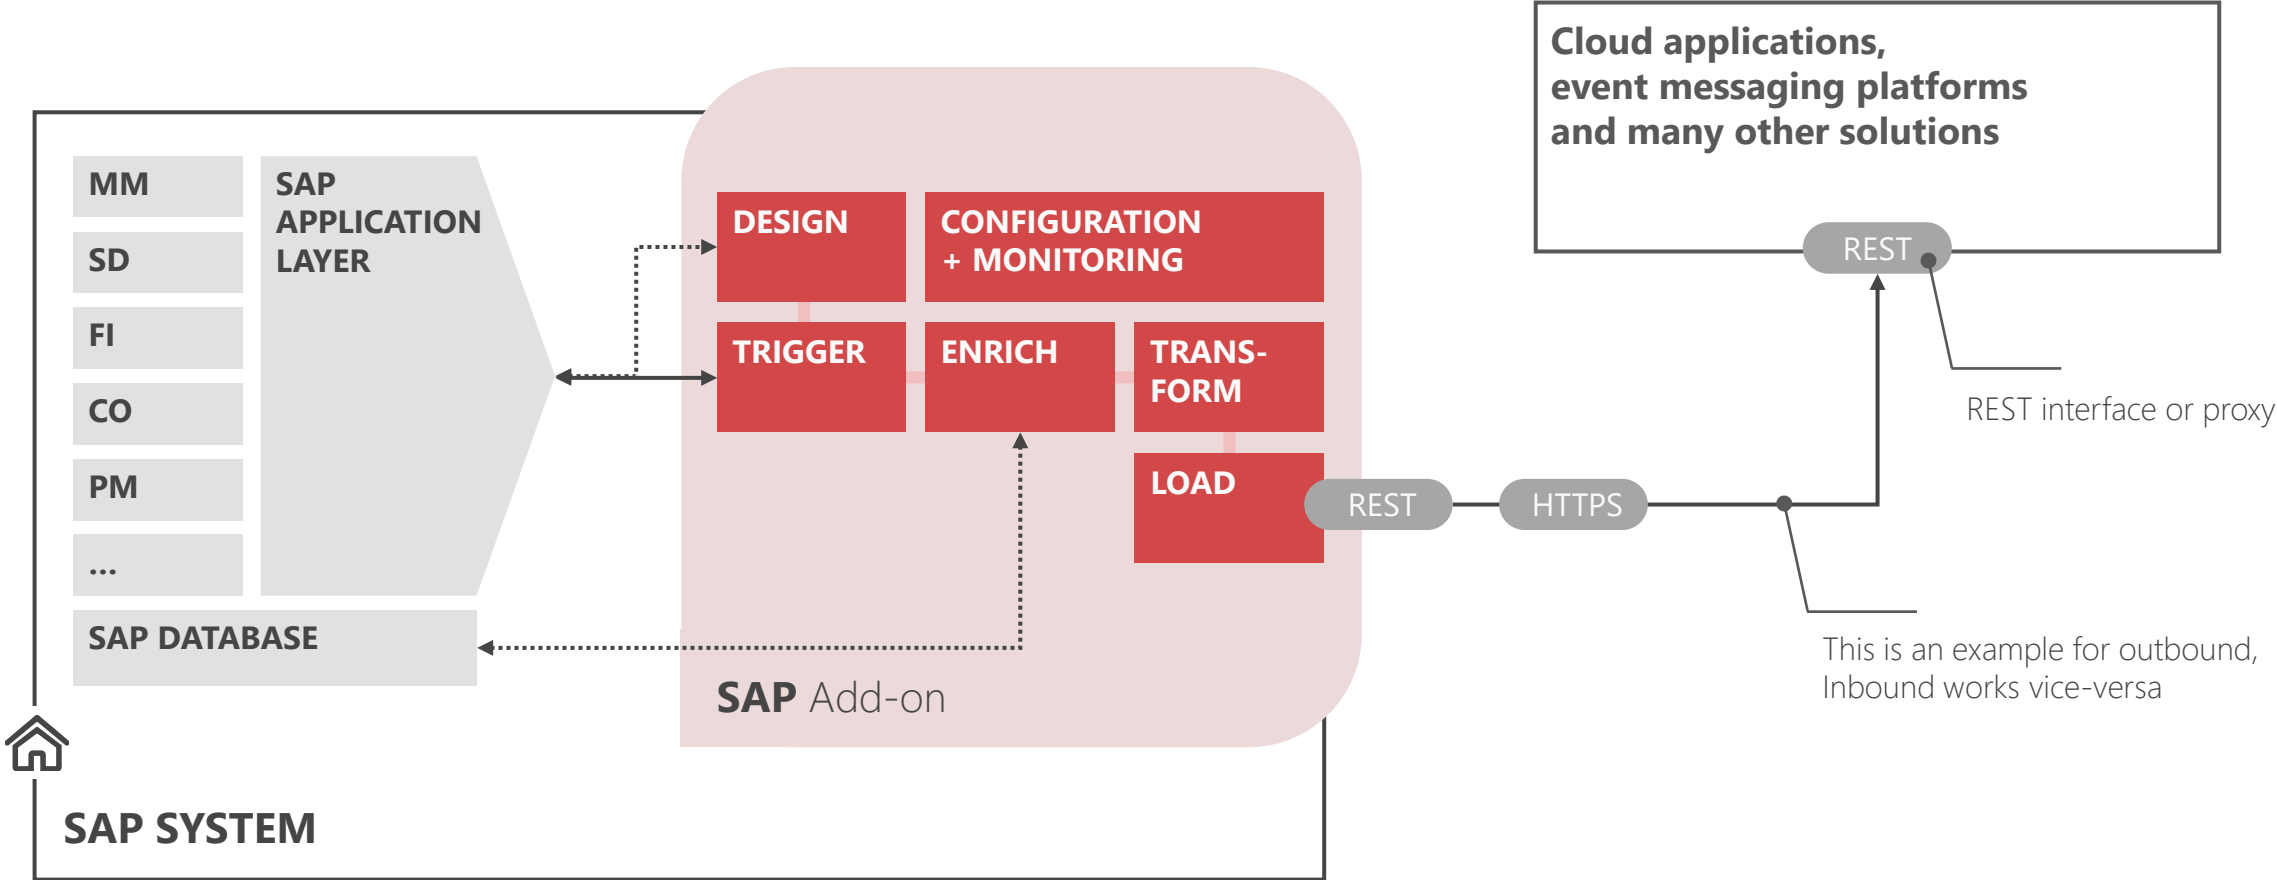 Cloud applications,
event messaging platforms
and many other solutions
REST
REST interface or proxy
MM
SD
FI
CO
PM
...
SAP
APPLICATION
LAYER
SAP DATABASE
DESIGN
CONFIGURATION
+ MONITORING
TRIGGER
ENRICH
TRANS-
FORM
LOAD
REST
HTTPS
This is an example for outbound,
Inbound works vice-versa
SAP Add-on
SAP SYSTEM